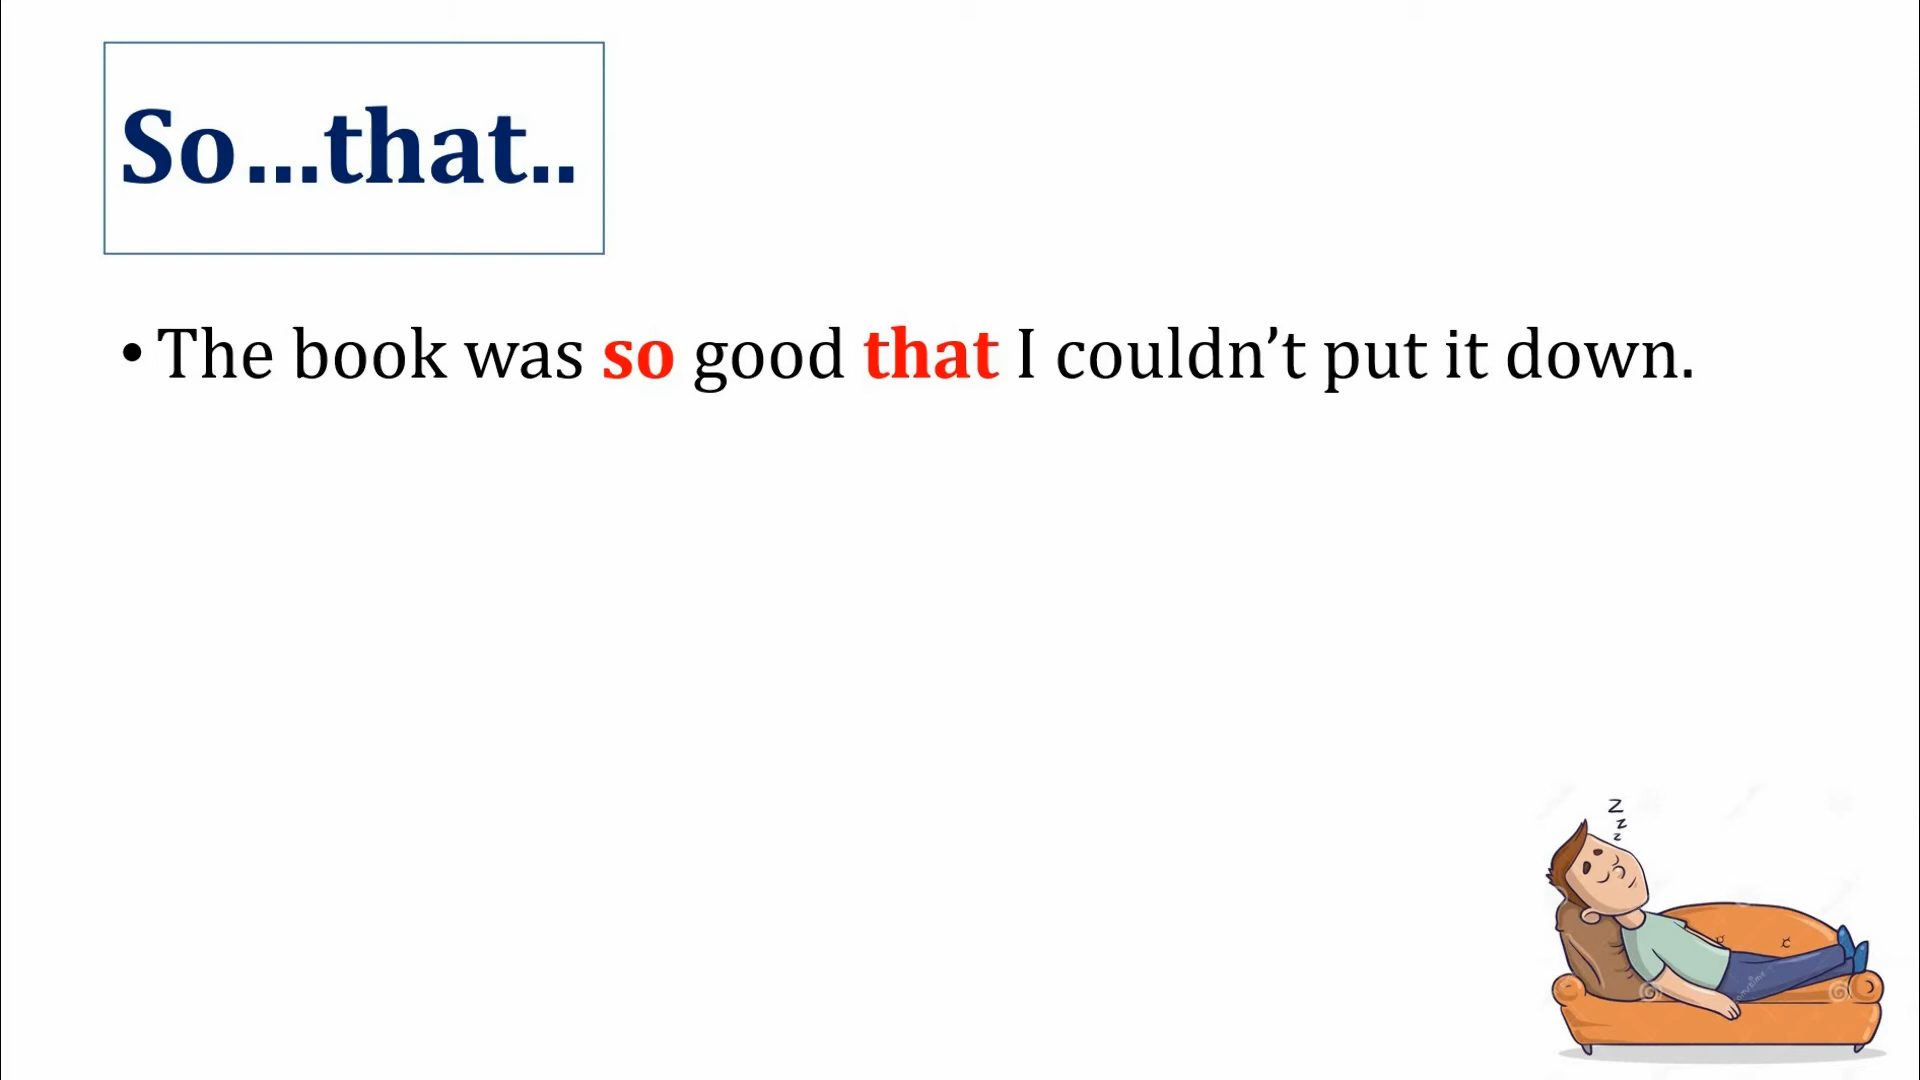 So...that..
• The book was so good that I couldn’t put it down.
z
z
z